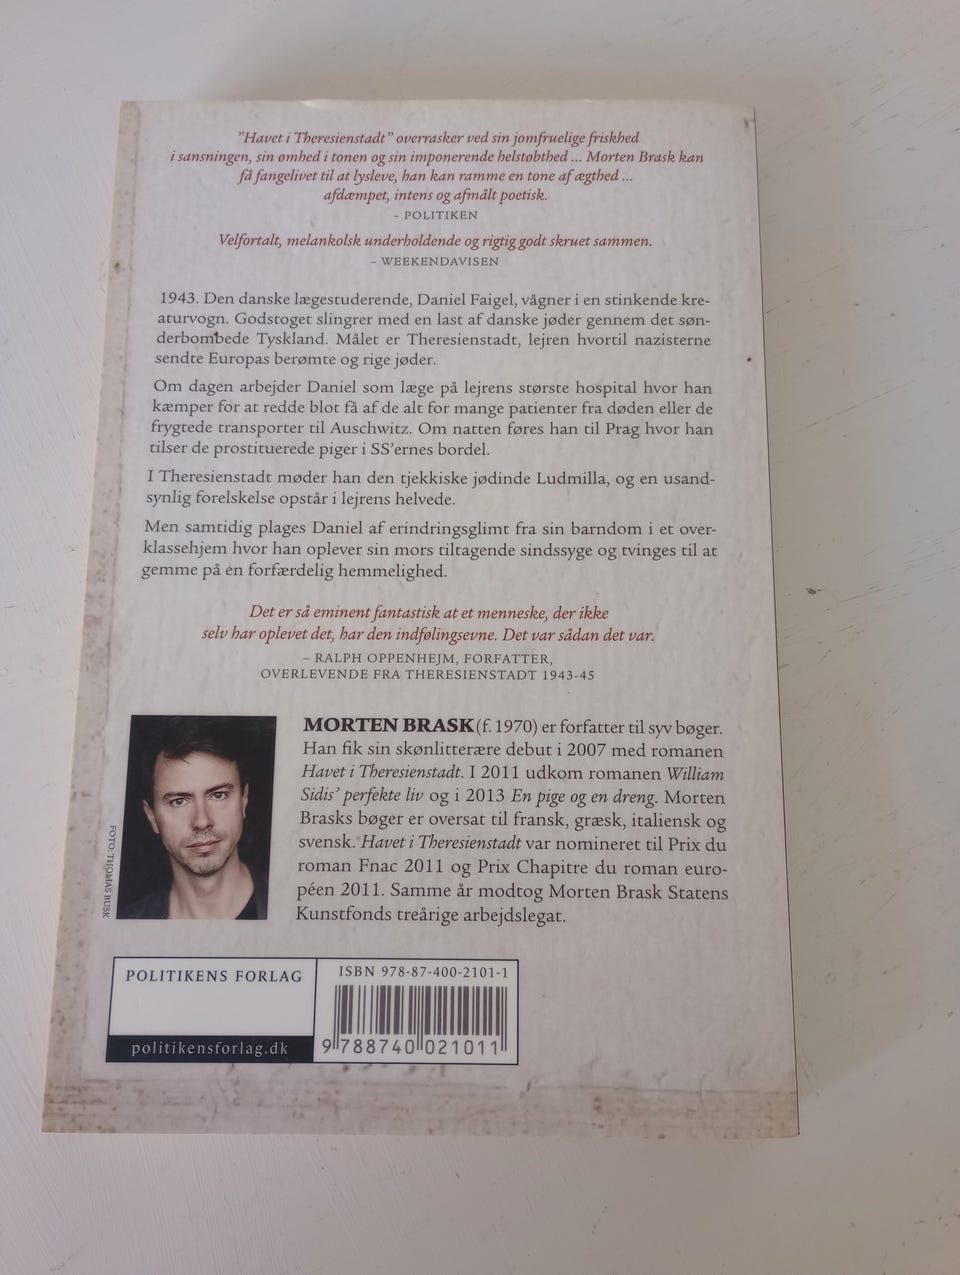 "Havet i Theresienstadt" overrasker ved sin jomfruelige friskhed
i sansningen, sin ømhed i tonen og sin imponerende helstøbthed ... Morten Brask kan
få fangelivet til at lysleve, han kan ramme en tone af ægthed ...
afdæmpet, intens og afmålt poetisk.
– POLITIKEN
Velfortalt, melankolsk underholdende og rigtig godt skruet sammen.
– WEEKENDAVISEN
1943. Den danske lægestuderende, Daniel Faigel, vågner i en stinkende kre-
aturvogn. Godstoget slingrer med en last af danske jøder gennem det søn-
derbombede Tyskland. Målet er Theresienstadt, lejren hvortil nazisterne
sendte Europas berømte og rige jøder.
Om dagen arbejder Daniel som læge på lejrens største hospital hvor han
kæmper for at redde blot få af de alt for mange patienter fra døden eller de
frygtede transporter til Auschwitz. Om natten føres han til Prag hvor han
tilser de prostituerede piger i SS'ernes bordel.
I Theresienstadt møder han den tjekkiske jødinde Ludmilla, og en usand-
synlig forelskelse opstår i lejrens helvede.
Men samtidig plages Daniel af erindringsglimt fra sin barndom i et over-
klassehjem hvor han oplever sin mors tiltagende sindssyge og tvinges til at
gemme på en forfærdelig hemmelighed.
Det er så eminent fantastisk at et menneske, der ikke
selv har oplevet det, har den indfølingsevne. Det var sådan det var.
– RALPH OPPENHEJM, FORFATTER,
OVERLEVENDE FRA THERESIENSTADT 1943-45
MORTEN BRASK (f. 1970) er forfatter til syv bøger.
Han fik sin skønlitterære debut i 2007 med romanen
Havet i Theresienstadt. I 2011 udkom romanen William
Sidis' perfekte liv og i 2013 En pige og en dreng. Morten
Brasks bøger er oversat til fransk, græsk, italiensk og
svensk. Havet i Theresienstadt var nomineret til Prix du
roman Fnac 2011 og Prix Chapitre du roman euro-
péen 2011. Samme år modtog Morten Brask Statens
Kunstfonds treårige arbejdslegat.
FOTO: THOMAS BUSK
POLITIKENS FORLAG
politikensforlag.dk
ISBN 978-87-400-2101-1
9 788740 021011